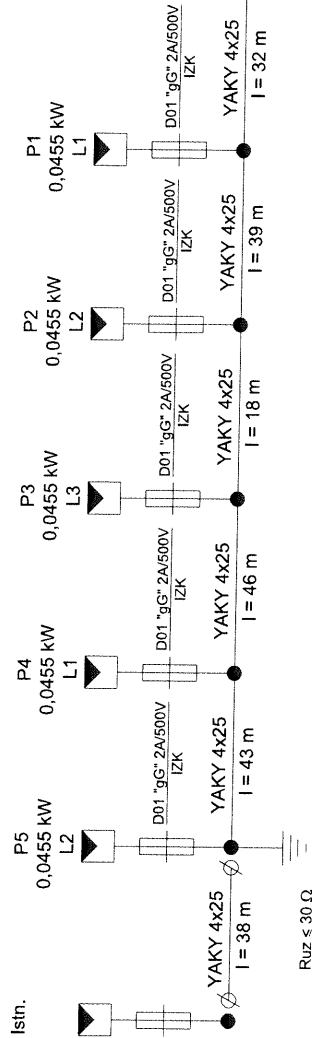 Istn.
P5
0,0455 kW
L2
P4
0,0455 kW
L1
P3
0,0455 kW
L3
P2
0,0455 kW
L2
P1
0,0455 kW
L1
D01 "gG" 2A/500V
IZK
D01 "gG" 2A/500V
IZK
D01 "gG" 2A/500V
IZK
D01 "gG" 2A/500V
IZK
D01 "gG" 2A/500V
IZK
YAKY 4x25
l = 38 m
YAKY 4x25
l = 43 m
YAKY 4x25
l = 46 m
YAKY 4x25
l = 18 m
YAKY 4x25
l = 39 m
YAKY 4x25
l = 32 m
Ruz ≤ 30 Ω